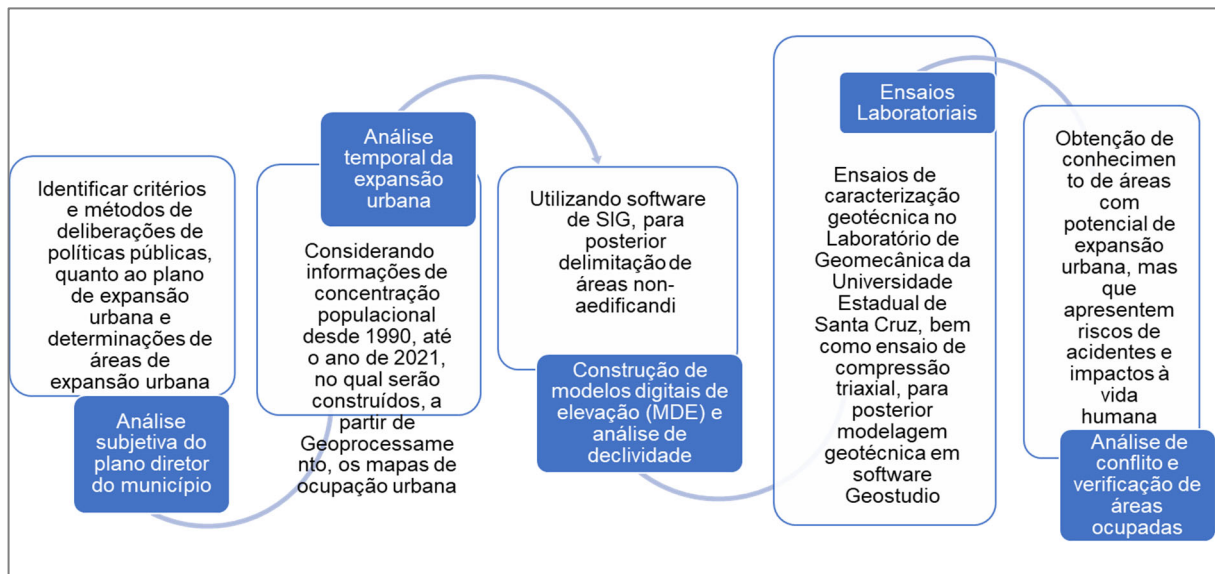 Identificar critérios
e métodos de
deliberações de
políticas públicas,
quanto ao plano
de expansão
urbana e
determinações de
áreas de
expansão urbana
Análise
subjetiva do
plano diretor
do município
Análise
temporal da
expansão
urbana
Considerando
informações de
concentração
populacional
desde 1990, até
o ano de 2021,
no qual serão
construídos, a
partir de
Geoprocessame
nto, os mapas de
ocupação urbana
Utilizando software
de SIG, para
posterior
delimitação de
áreas non-
aedificandi
Construção de
modelos digitais de
elevação (MDE) e
análise de
declividade
Ensaios
Laboratoriais
Ensaios de
caracterização
geotécnica no
Laboratório de
Geomecânica da
Universidade
Estadual de
Santa Cruz, bem
como ensaio de
compressão
triaxial, para
posterior
modelagem
geotécnica em
software
Geostudio
Obtenção de
conhecimen
to de áreas
com
potencial de
expansão
urbana, mas
que
apresentem
riscos de
acidentes e
impactos à
vida
humana
Análise de
conflito e
verificação de
áreas
ocupadas